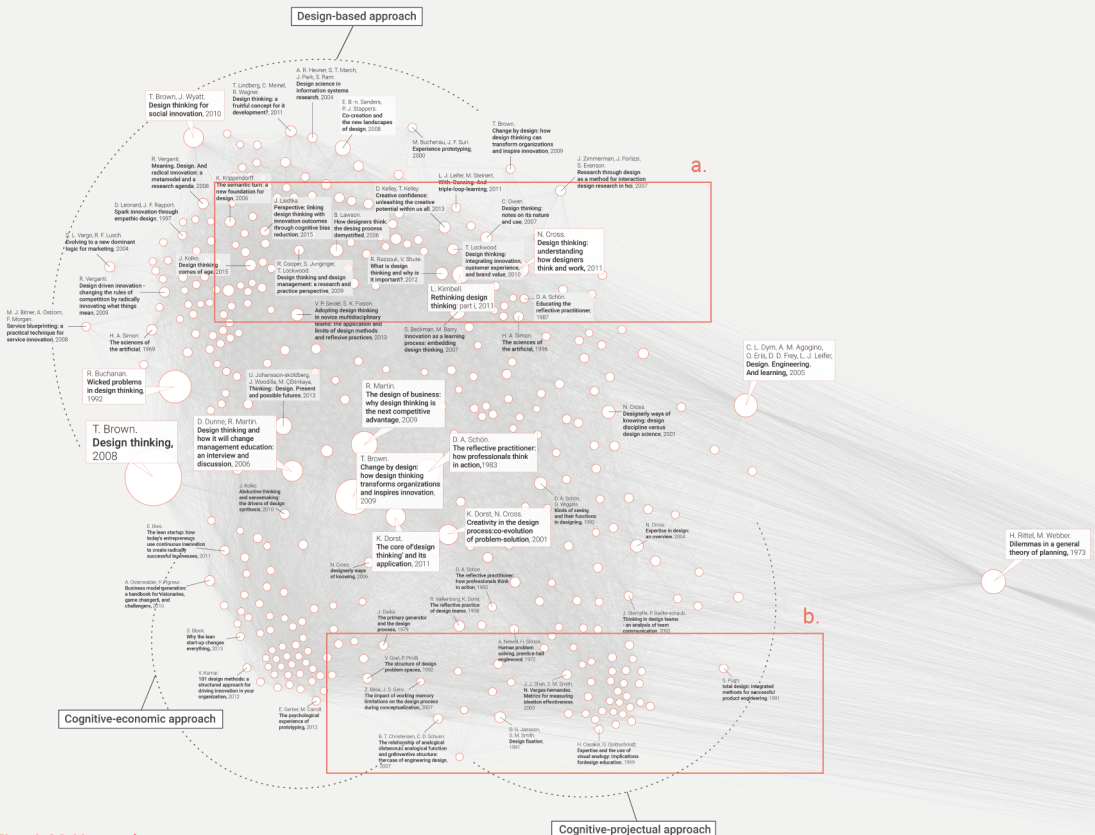 Design-based approach
A. R. Hevner, S. T. March,
J. Park, S. Ram.
Design science in
information systems
research, 2004
T. Lindberg, C. Meinel,
R. Wagner.
Design thinking: a
fruitful concept for it
development?, 2011
T. Brown, J. Wyatt.
Design thinking for
social innovation, 2010
E. B.-n. Sanders,
P. J. Stappers.
Co-creation and
the new landscapes
of design, 2008
M. Buchenau, J. F. Suri.
Experience prototyping,
2000
T. Brown.
Change by design: how
design thinking can
transform organizations
and inspire innovation, 2009
J. Zimmerman, J. Forlizzi,
S. Evenson.
Research through design
as a method for interaction
design research in hci, 2007
a.
R. Verganti.
Meaning, Design. And
radical innovation: a
metamodel and a
research agenda, 2008
K. Krippendorff.
The semantic turn: a
new foundation for
design, 2006
L. J. Leifer, M. Steinert,
With. Dancing. And
triple-loop-learning, 2011
D. Kelley, T. Kelley.
Creative confidence:
unleashing the creative
potential within us all, 2013
J. Liedtka.
Perspective: linking
design thinking with
innovation outcomes
through cognitive bias
reduction, 2015
B. Lawson.
How designers think:
the desing process
demystified, 2006
C. Owen.
Design thinking:
notes on its nature
and use, 2007
D. Leonard, J. F. Rayport.
Spark innovation through
empathic design, 1997
S. L. Vergo, R. F. Lusch.
Evolving to a new dominant
logic for marketing, 2004
N. Cross.
Design thinking:
understanding
how designers
think and work, 2011
T. Lockwood.
Design thinking:
integrating innovation,
customer experience,
and brand value, 2010
J. Kolko.
Design thinking
comes of age, 2015
R. Cooper, S. Junginger,
T. Lockwood.
Design thinking and design
management: a research and
practice perspective, 2009
R. Razzouk, V. Shute.
What is design
thinking and why is
it important?, 2012
R. Verganti.
Design driven innovation -
changing the rules of
competition by radically
innovating what things
mean, 2009
L. Kimbell.
Rethinking design
thinking: part i, 2011
D. A. Schön.
Educating the
reflective practitioner,
1987
V. P. Seidel, S. K. Fixson.
Adopting design thinking
in novice multidisciplinary
teams: the application and
limits of design methods
and reflexive practices, 2013
M. J. Bitner, A. Ostrom,
F. Morgan.
Service blueprinting: a
practical technique for
service innovation, 2008
H. A. Simon.
The sciences of
the artificial, 1969
S. Beckman, M. Barry.
Innovation as a learning
process: embedding
design thinking, 2007
H. A. Simon.
The sciences of
the artificial, 1996
C. L. Dym, A. M. Agogino,
O. Eris, D. D. Frey, L. J. Leifer,
Design. Engineering.
And learning, 2005
R. Buchanan.
Wicked problems
in design thinking,
1992
U. Johansson-sköldberg,
J. Woodilla, M. ÇEtinkaya,
Thinking:. Design. Present
and possible futures, 2013
R. Martin.
The design of business:
why design thinking is
the next competitive
advantage, 2009
N. Cross.
Designerly ways of
knowing: design
discipline versus
design science, 2001
T. Brown.
Design thinking,
2008
D. Dunne, R. Martin.
Design thinking and
how it will change
management education:
an interview and
discussion, 2006
D. A. Schön.
The reflective practitioner:
how professionals think
in action,1983
T. Brown.
Change by design:
how design thinking
transforms organizations
and inspires innovation,
2009
J. Kolko.
Abductive thinking
and sensemaking:
the drivers of design
synthesis, 2010
D. A. Schön,
G. Wiggins.
Kinds of seeing
and their functions
in designing, 1992
K. Dorst, N. Cross.
Creativity in the design
process:co-evolution
of problem-solution, 2001
E. Ries.
The lean startup: how
today's entrepreneurs
use continuous innovation
to create radically
successful businesses, 2011
N. Cross.
Expertise in design:
an overview, 2004
K. Dorst.
The core of'design
thinking' and its
application, 2011
H. Rittel, M. Webber.
Dilemmas in a general
theory of planning, 1973
N. Cross.
designerly ways
of knowing, 2006
D. A. Schon.
The reflective practitioner:
how professionals think
in action, 1983
A. Osterwalder, Y. Pigneur.
Business model generation:
a handbook for visionaries,
game changers, and
challengers, 2010
R. Valkenburg, K. Dorst.
The reflective practice
of design teams, 1998
J. Darke.
The primary generator
and the design
process, 1979
J. Stempfle, P. Badke-schaub.
Thinking in design teams
- an analysis of team
communication, 2002
b.
S. Blank.
Why the lean
start-up changes
everything, 2013
A. Newell, H. Simon.
Human problem
solving, prentice-hall
englewood, 1972
V. Goel, P. Pirolli.
The structure of design
problem spaces, 1992
V. Kumar.
101 design methods: a
structured approach for
driving innovation in your
organization, 2012
J. J. Shah, S. M. Smith,
N. Vargas-hernandez.
Metrics for measuring
ideation effectiveness,
2003
S. Pugh.
total design: integrated
methods for successful
product engineering, 1991
Z. Bilda, J. S. Gero.
The impact of working memory
limitations on the design process
during conceptualization, 2007
E. Gerber, M. Carroll.
The psychological
experience of
prototyping, 2012
Cognitive-economic approach
B. T. Christensen, C. D. Schunn.
The relationship of analogical
distance to analogical function
and preinventive structure:
the case of engineering design,
2007
D. G. Jansson,
S. M. Smith.
Design fixation,
1991
H. Casakin, G. Goldschmidt.
Expertise and the use of
visual analogy: implications
fordesign education, 1999
Cognitive-projectual approach